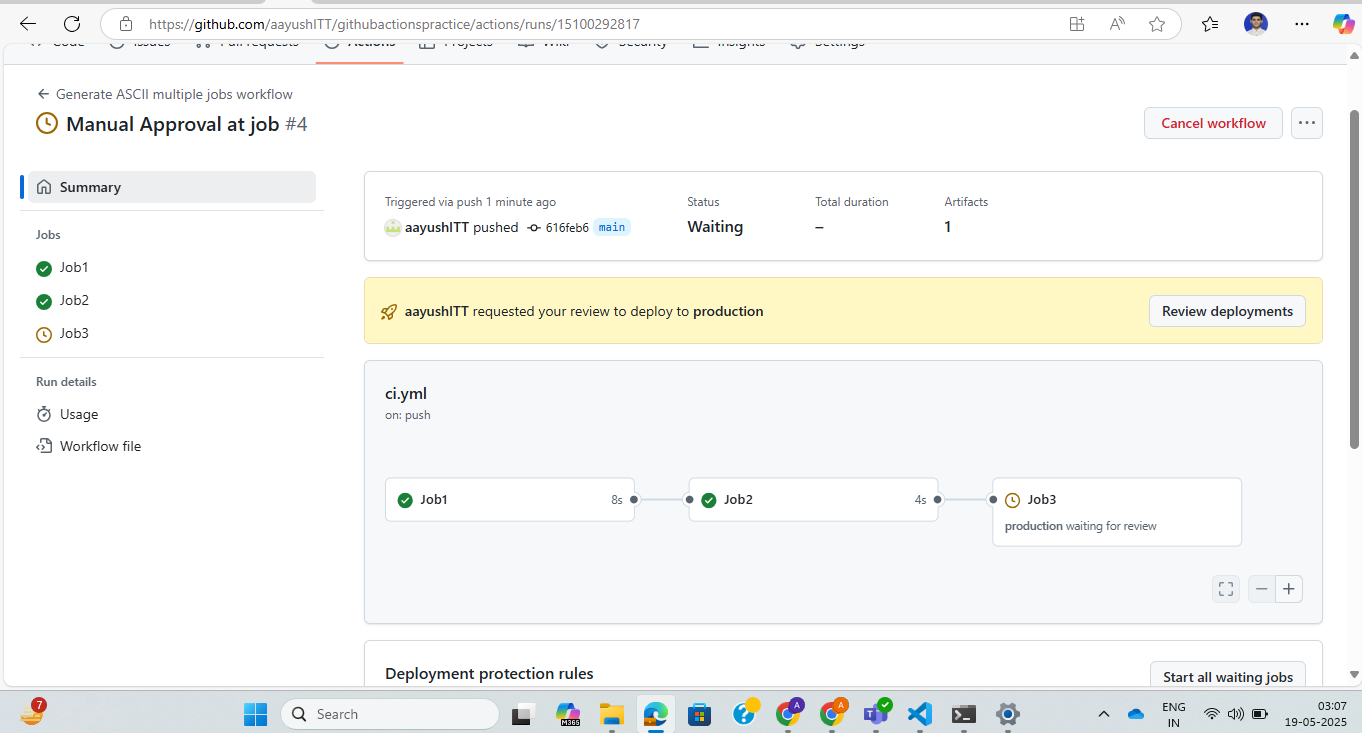 https://github.com/aayushITT/githubactionspractice/actions/runs/15100292817
Code Issues Pull requests Actions Projects Wiki Security Insights Settings
Generate ASCII multiple jobs workflow
Manual Approval at job #4
Cancel workflow
Summary
Jobs
Job1
Job2
Job3
Run details
Usage
Workflow file
Triggered via push 1 minute ago
Status
Total duration
Artifacts
aayushITT pushed 616feb6 main
Waiting
–
1
aayushITT requested your review to deploy to production
Review deployments
ci.yml
on: push
Job1 8s
Job2 4s
Job3
production waiting for review
Deployment protection rules
Start all waiting jobs
7
Search
M365
A
A
ENG
IN
03:07
19-05-2025